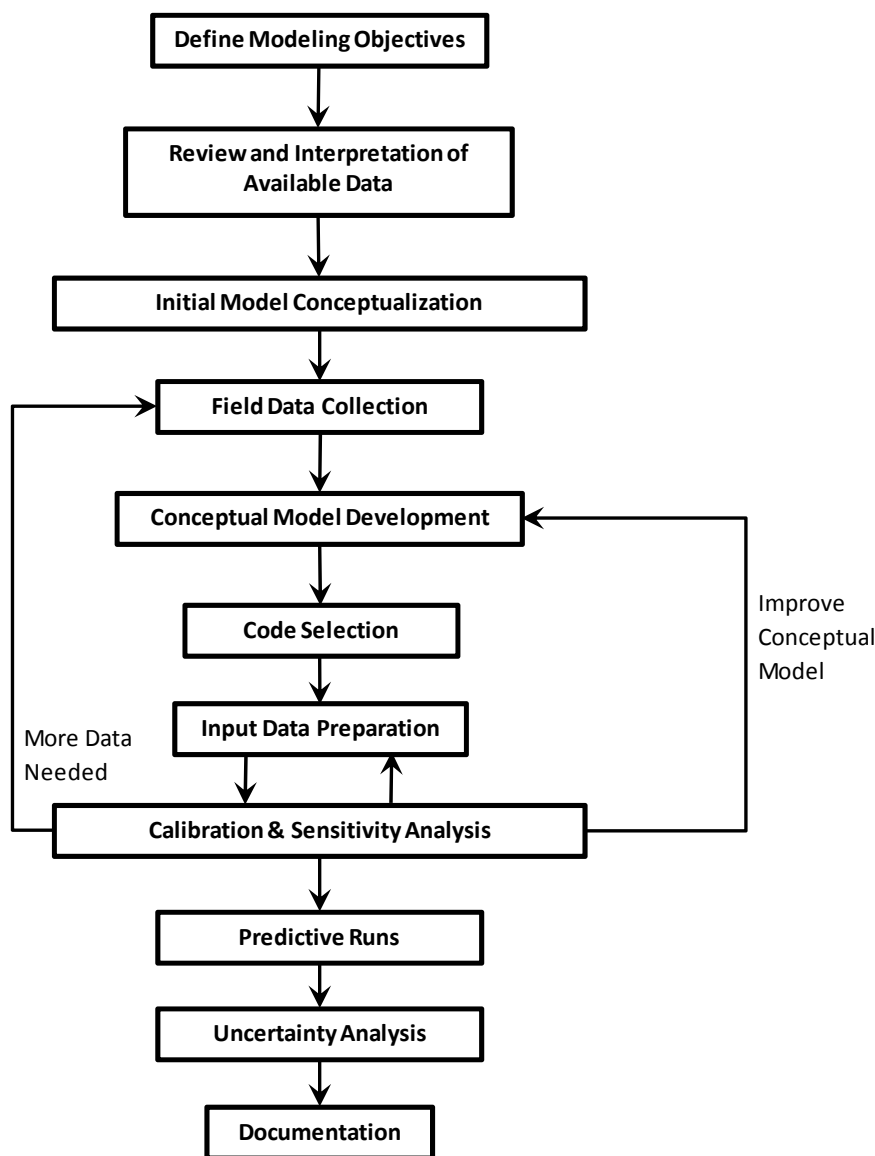 Define Modeling Objectives
Review and Interpretation of
Available Data
Initial Model Conceptualization
Field Data Collection
Conceptual Model Development
Code Selection
Improve
Conceptual
Model
Input Data Preparation
More Data
Needed
Calibration & Sensitivity Analysis
Predictive Runs
Uncertainty Analysis
Documentation